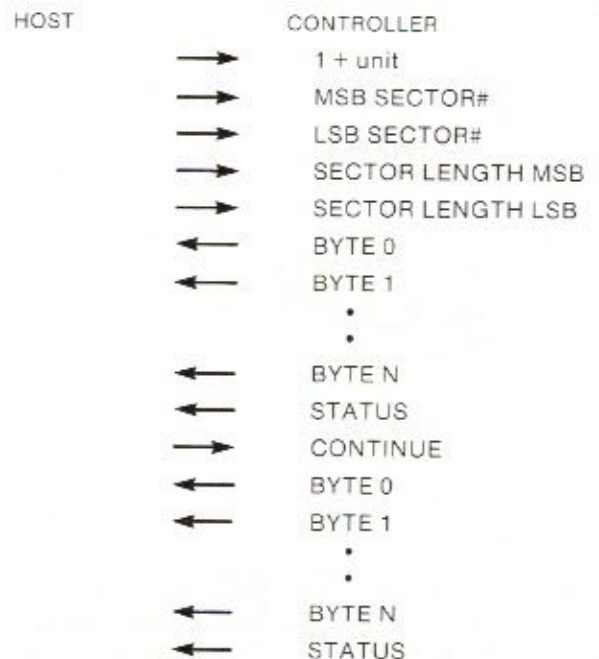 HOST CONTROLLER
1 + unit
MSB SECTOR#
LSB SECTOR#
SECTOR LENGTH MSB
SECTOR LENGTH LSB
BYTE 0
BYTE 1
BYTE N
STATUS
CONTINUE
BYTE 0
BYTE 1
BYTE N
STATUS